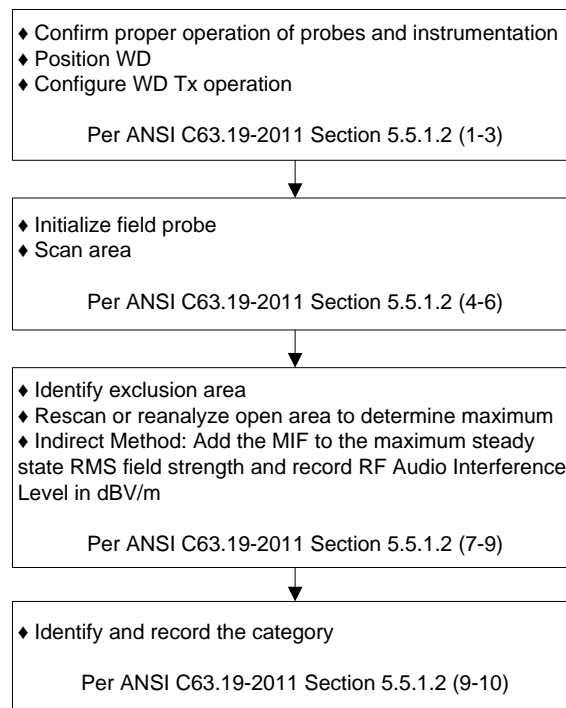 ♦ Confirm proper operation of probes and instrumentation
♦ Position WD
♦ Configure WD Tx operation
Per ANSI C63.19-2011 Section 5.5.1.2 (1-3)
♦ Initialize field probe
♦ Scan area
Per ANSI C63.19-2011 Section 5.5.1.2 (4-6)
♦ Identify exclusion area
♦ Rescan or reanalyze open area to determine maximum
♦ Indirect Method: Add the MIF to the maximum steady
state RMS field strength and record RF Audio Interference
Level in dBV/m
Per ANSI C63.19-2011 Section 5.5.1.2 (7-9)
♦ Identify and record the category
Per ANSI C63.19-2011 Section 5.5.1.2 (9-10)